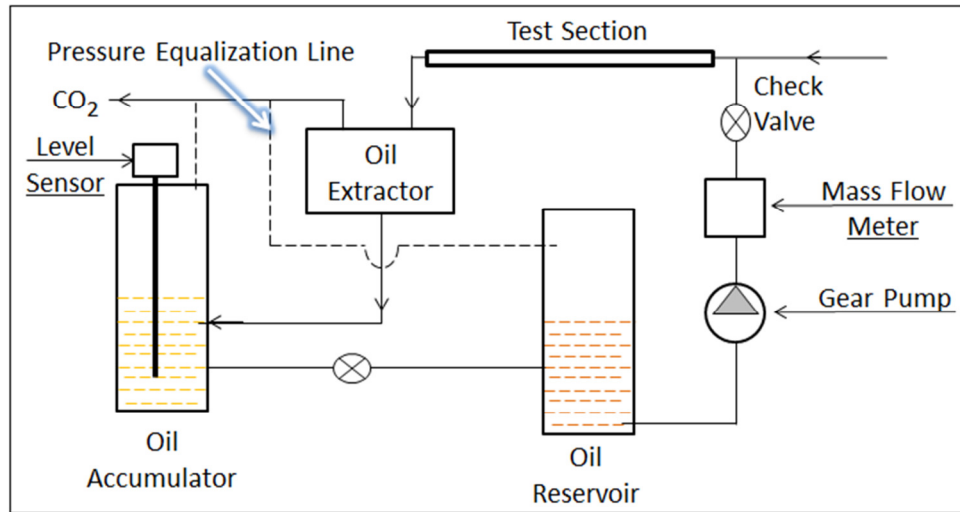 Test Section
Pressure Equalization Line
CO₂
Check
Valve
Level
Sensor
Oil
Extractor
Mass Flow
Meter
Gear Pump
Oil
Accumulator
Oil
Reservoir